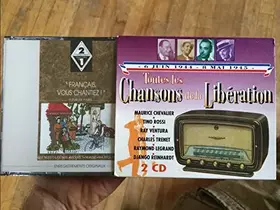 2
1
FRANÇAIS,
VOUS CHANTEZ!
- 6 JUIN 1944 - 8 MAI 1945 -
Toutes les
Chansons de la Libération
MAURICE CHEVALIER
TINO ROSSI
RAY VENTURA
CHARLES TRENET
RAYMOND LEGRAND
DJANGO REINHARDT
2 CD